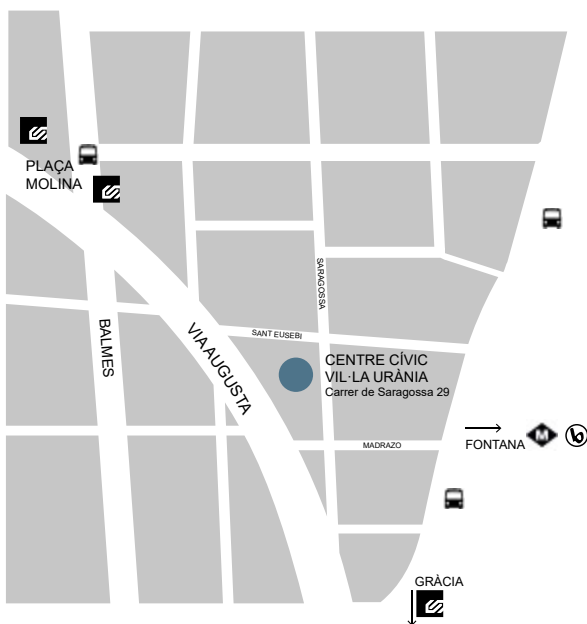 PLAÇA
MOLINA
SARAGOSSA
BALMES
VIA AUGUSTA
SANT EUSEBI
CENTRE CÍVIC
VIL·LA URÀNIA
Carrer de Saragossa 29
MADRAZO
FONTANA
M
GRÀCIA